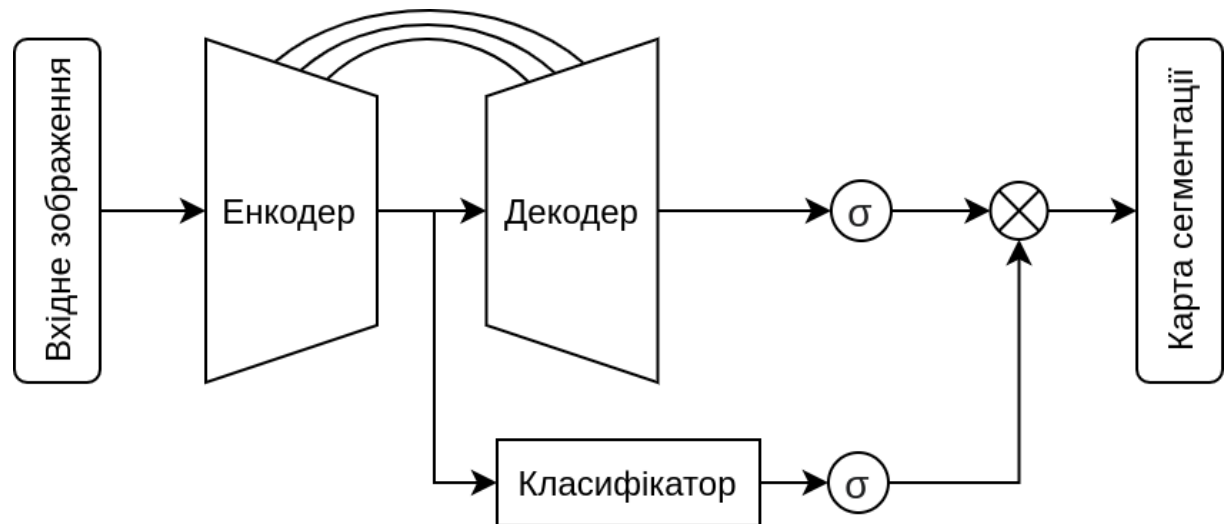 Вхідне зображення
Енкодер
Декодер
σ
Карта сегментації
Класифікатор
σ